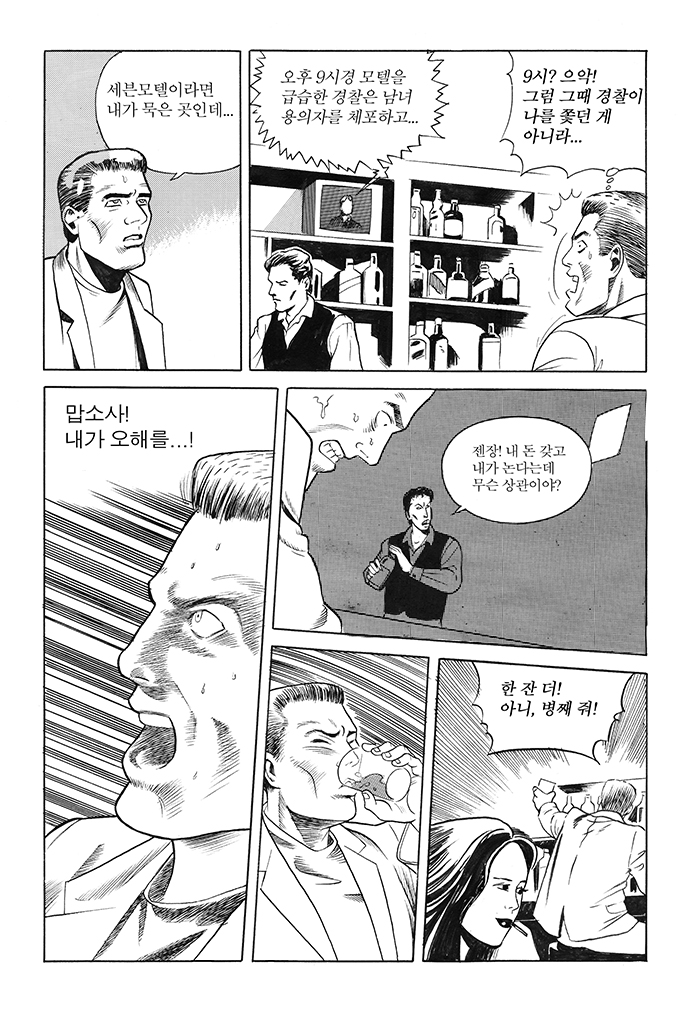 세븐모텔이라면
내가 묵은 곳인데...
오후 9시경 모텔을
급습한 경찰은 남녀
용의자를 체포하고...
9시? 으악!
그럼 그때 경찰이
나를 쫓던 게
아니라...
맙소사!
내가 오해를...!
젠장! 내 돈 갖고
내가 논다는데
무슨 상관이야?
한 잔 더!
아니, 병째 줘!